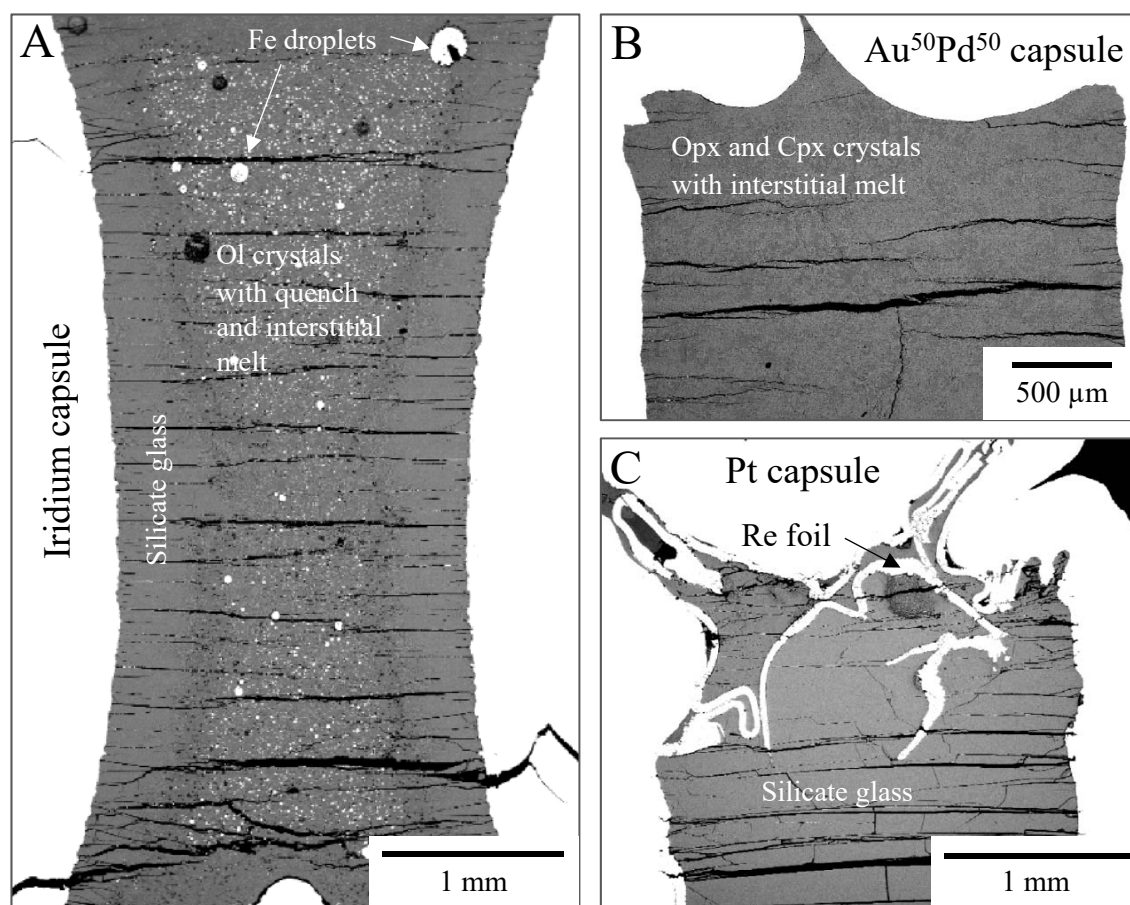 A
Fe droplets
Ol crystals
with quench
and interstitial
melt
Iridium capsule
Silicate glass
1 mm
B
Au⁵⁰Pd⁵⁰ capsule
Opx and Cpx crystals
with interstitial melt
500 µm
C
Pt capsule
Re foil
Silicate glass
1 mm